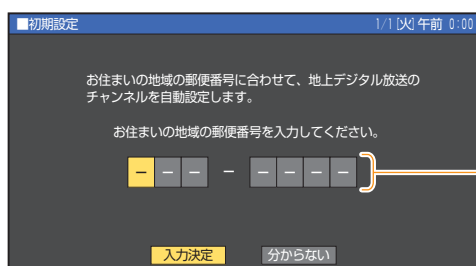 ■初期設定 1/1[火]午前 0:00
お住まいの地域の郵便番号に合わせて、地上デジタル放送の
チャンネルを自動設定します。
お住まいの地域の郵便番号を入力してください。
− − − − − − − −
入力決定 分からない